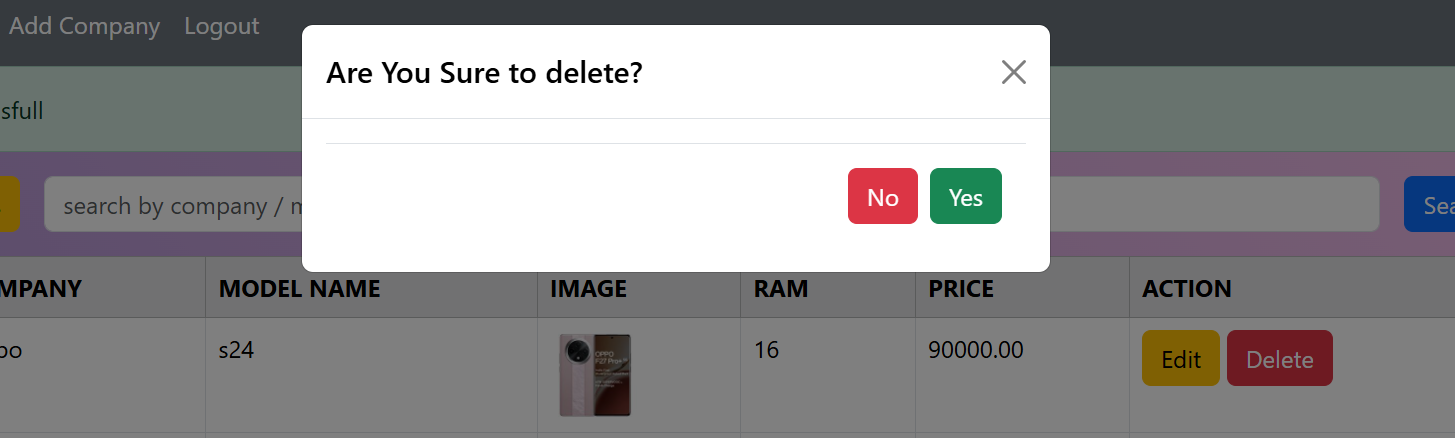 Add Company Logout
Are You Sure to delete?
sfull
search by company / m
No Yes
Sea
MPANY MODEL NAME IMAGE RAM PRICE ACTION
s24 16 90000.00 Edit Delete
OPPO
F27 Pro+